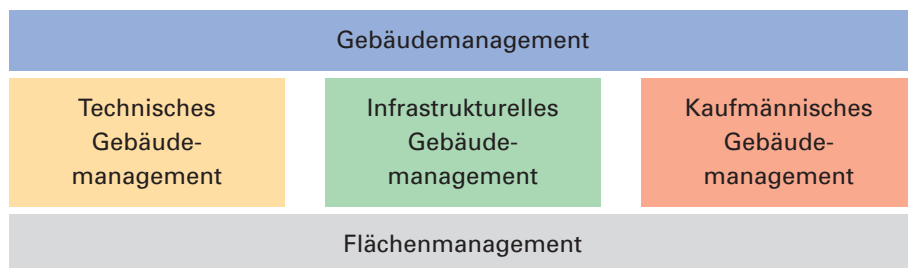 Gebäudemanagement
Technisches
Gebäude-
management
Infrastrukturelles
Gebäude-
management
Kaufmännisches
Gebäude-
management
Flächenmanagement